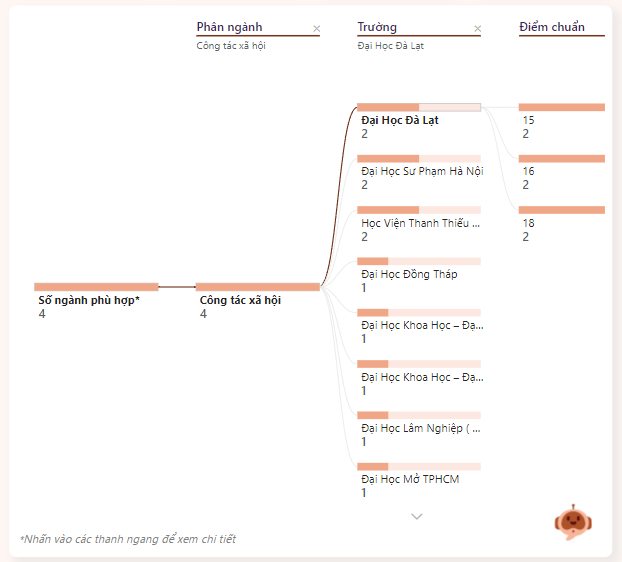 Phân ngành
Công tác xã hội
Trường
Đại Học Đà Lạt
Điểm chuẩn
Đại Học Đà Lạt
2
Đại Học Sư Phạm Hà Nội
2
Học Viện Thanh Thiếu ...
2
Đại Học Đồng Tháp
1
Đại Học Khoa Học – Đạ...
1
Đại Học Khoa Học – Đạ...
1
Đại Học Lâm Nghiệp ( ...
1
Đại Học Mở TPHCM
1
15
2
16
2
18
2
Số ngành phù hợp*
4
Công tác xã hội
4
*Nhấn vào các thanh ngang để xem chi tiết